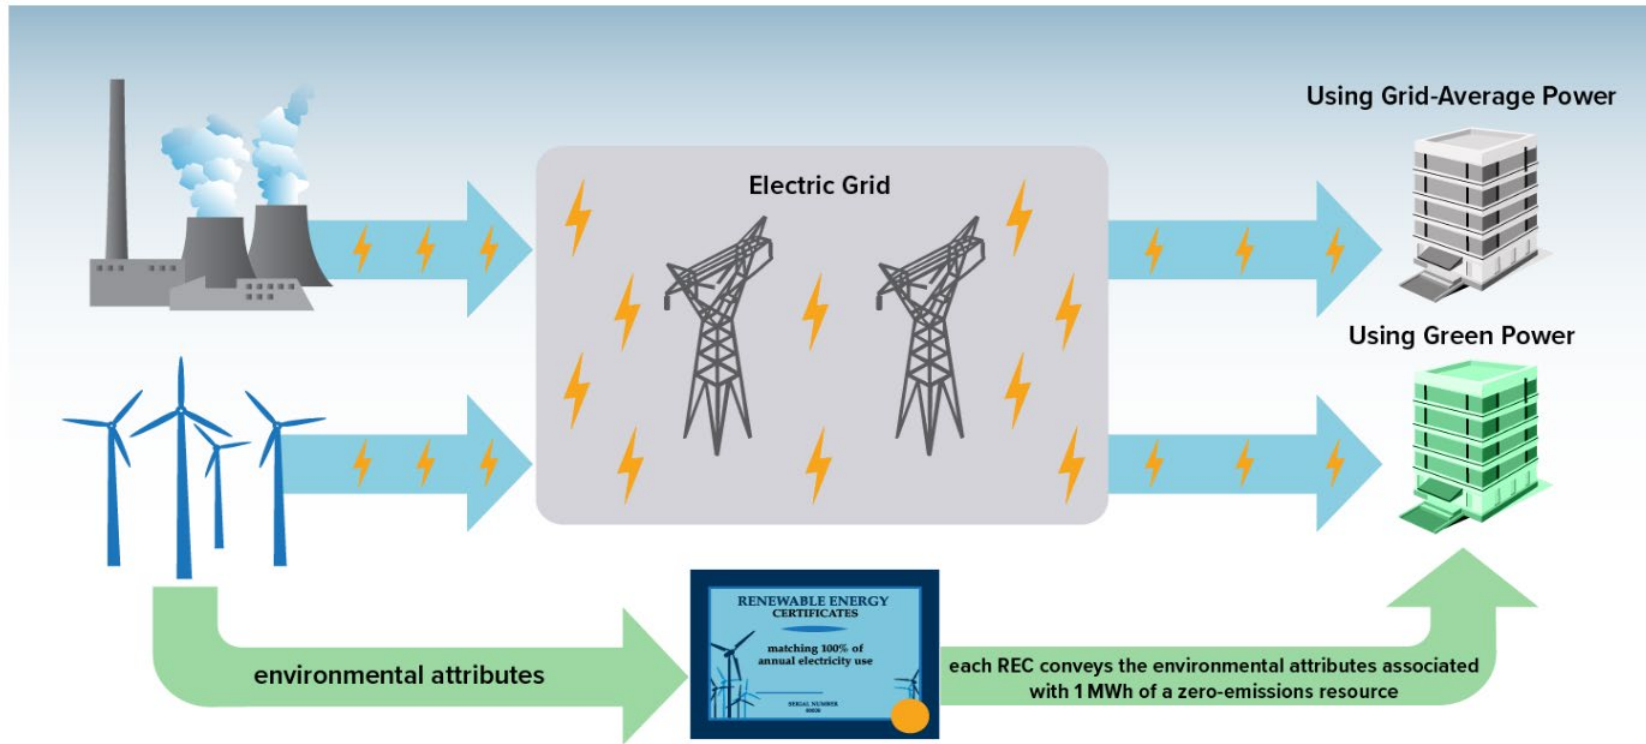 Using Grid-Average Power
Electric Grid
Using Green Power
RENEWABLE ENERGY
CERTIFICATES
matching 100% of
annual electricity use
environmental attributes
each REC conveys the environmental attributes associated
with 1 MWh of a zero-emissions resource
SERIAL NUMBER